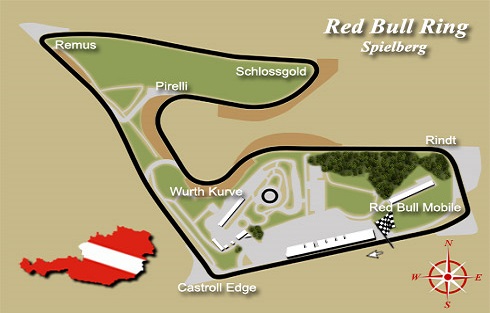 Red Bull Ring
Spielberg
Remus
Schlossgold
Pirelli
Rindt
Wurth Kurve
Red Bull Mobile
Castroll Edge
N
W
E
S